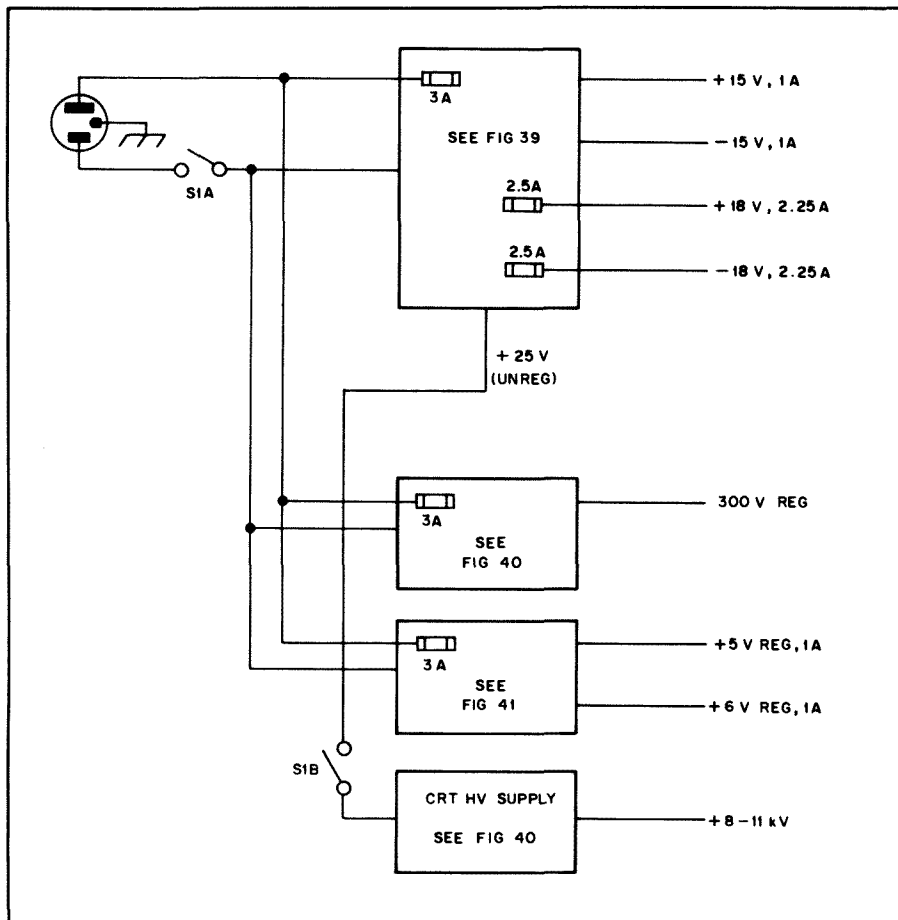 3A
+15 V, 1A
SEE FIG 39
-15 V, 1A
S1A
2.5A
+18 V, 2.25A
2.5A
-18 V, 2.25A
+ 25 V
(UNREG)
3A
300 V REG
SEE
FIG 40
3A
+5 V REG, 1A
SEE
FIG 41
+6 V REG, 1A
S1B
CRT HV SUPPLY
SEE FIG 40
+8-11 kV